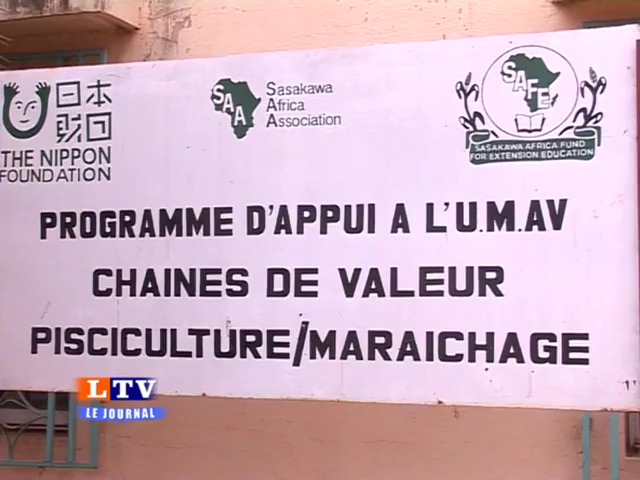 日本
財団
THE NIPPON
FOUNDATION
SAA
Sasakawa
Africa
Association
SAFE
SASAKAWA AFRICA FUND
FOR EXTENSION EDUCATION
PROGRAMME D'APPUI A L'U.M.AV
CHAINES DE VALEUR
PISCICULTURE/MARAICHAGE
LTV
LE JOURNAL